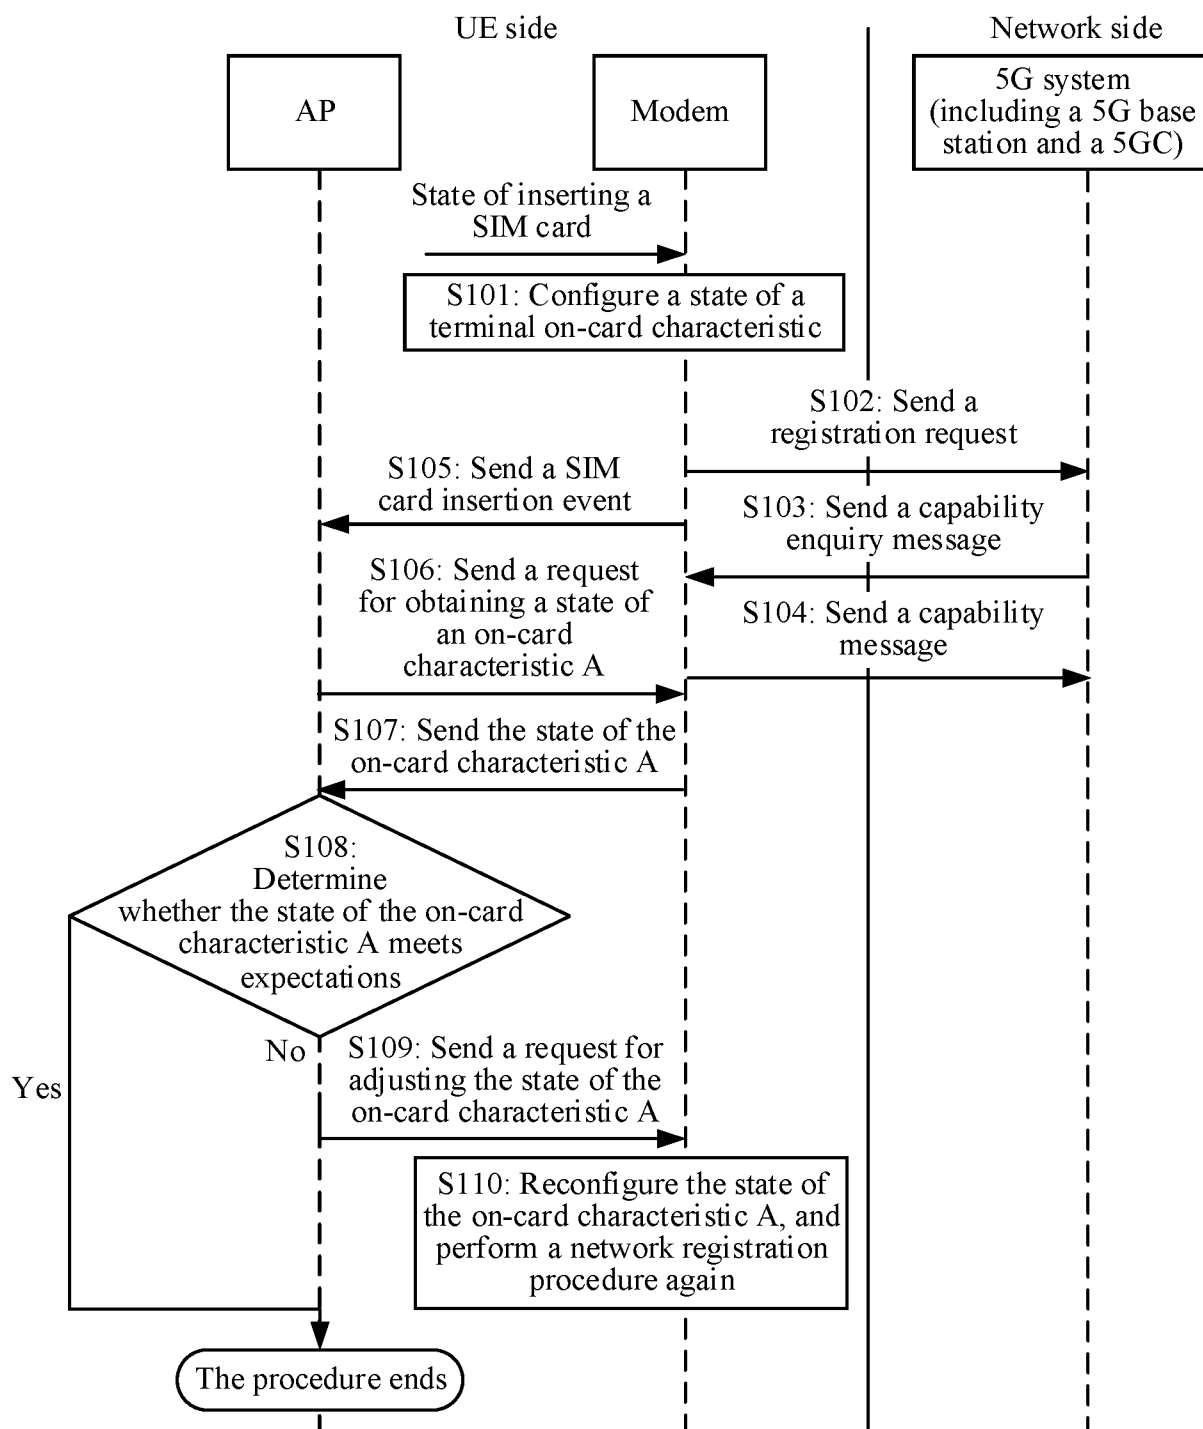 UE side
Network side
AP
Modem
5G system
(including a 5G base
station and a 5GC)
State of inserting a
SIM card
S101: Configure a state of a
terminal on-card characteristic
S102: Send a
registration request
S105: Send a SIM
card insertion event
S103: Send a capability
enquiry message
S106: Send a request
for obtaining a state of
an on-card
characteristic A
S104: Send a capability
message
S107: Send the state of the
on-card characteristic A
S108:
Determine
whether the state of the on-card
characteristic A meets
expectations
No
Yes
S109: Send a request for
adjusting the state of the
on-card characteristic A
S110: Reconfigure the state of
the on-card characteristic A, and
perform a network registration
procedure again
The procedure ends